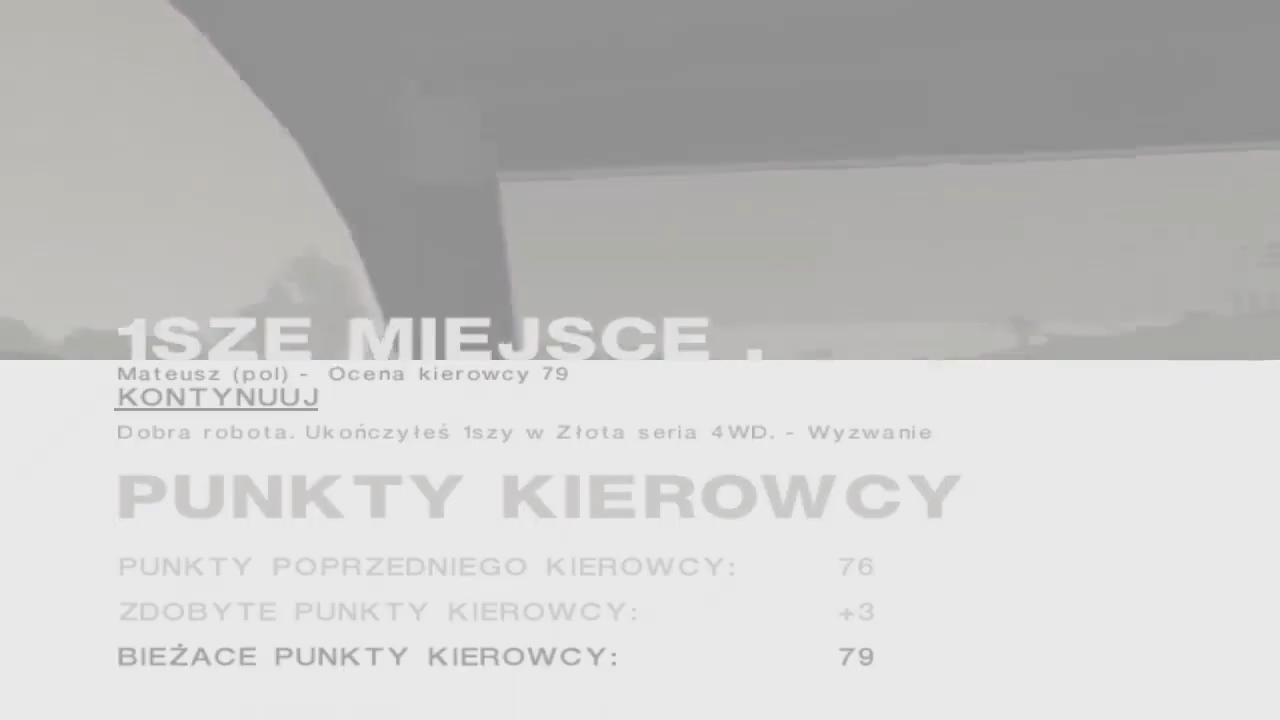 1SZE MIEJSCE .
Mateusz (pol) - Ocena kierowcy 79
KONTYNUUJ
Dobra robota. Ukończyłeś 1szy w Złota seria 4WD. - Wyzwanie
PUNKTY KIEROWCY
PUNKTY POPRZEDNIEGO KIEROWCY: 76
ZDOBYTE PUNKTY KIEROWCY: +3
BIEŻACE PUNKTY KIEROWCY: 79